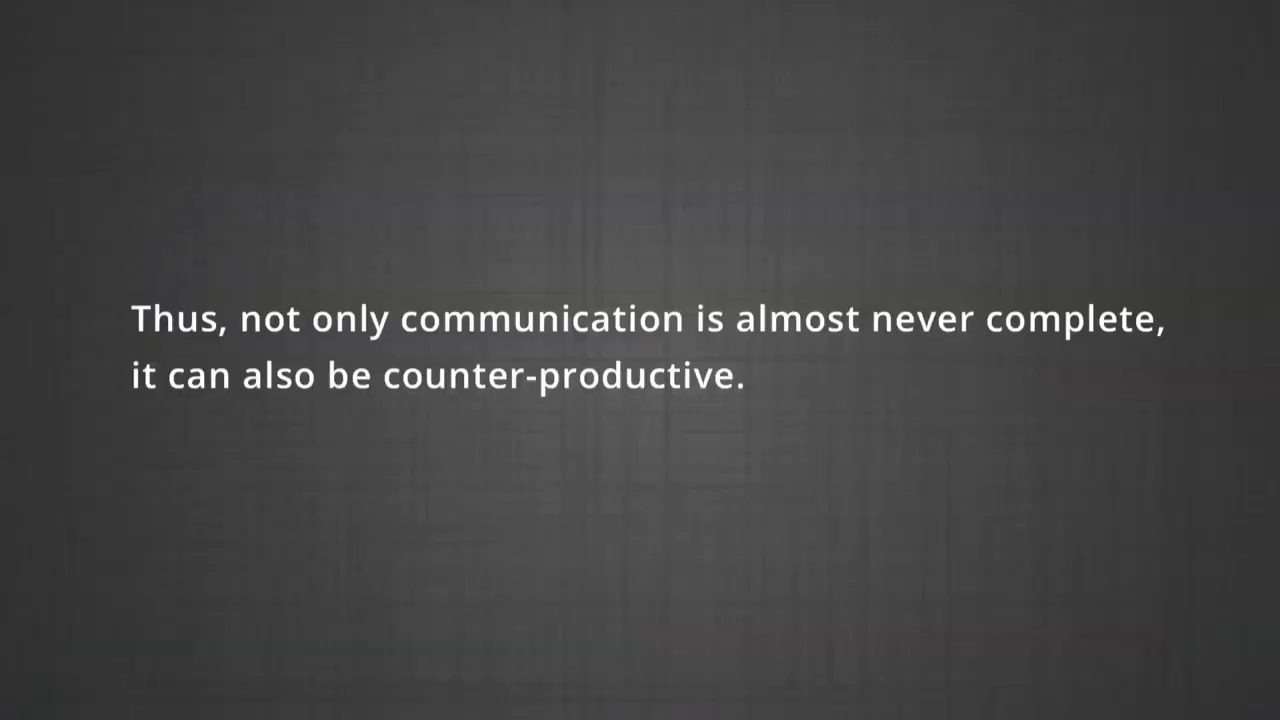 Thus, not only communication is almost never complete,
it can also be counter-productive.